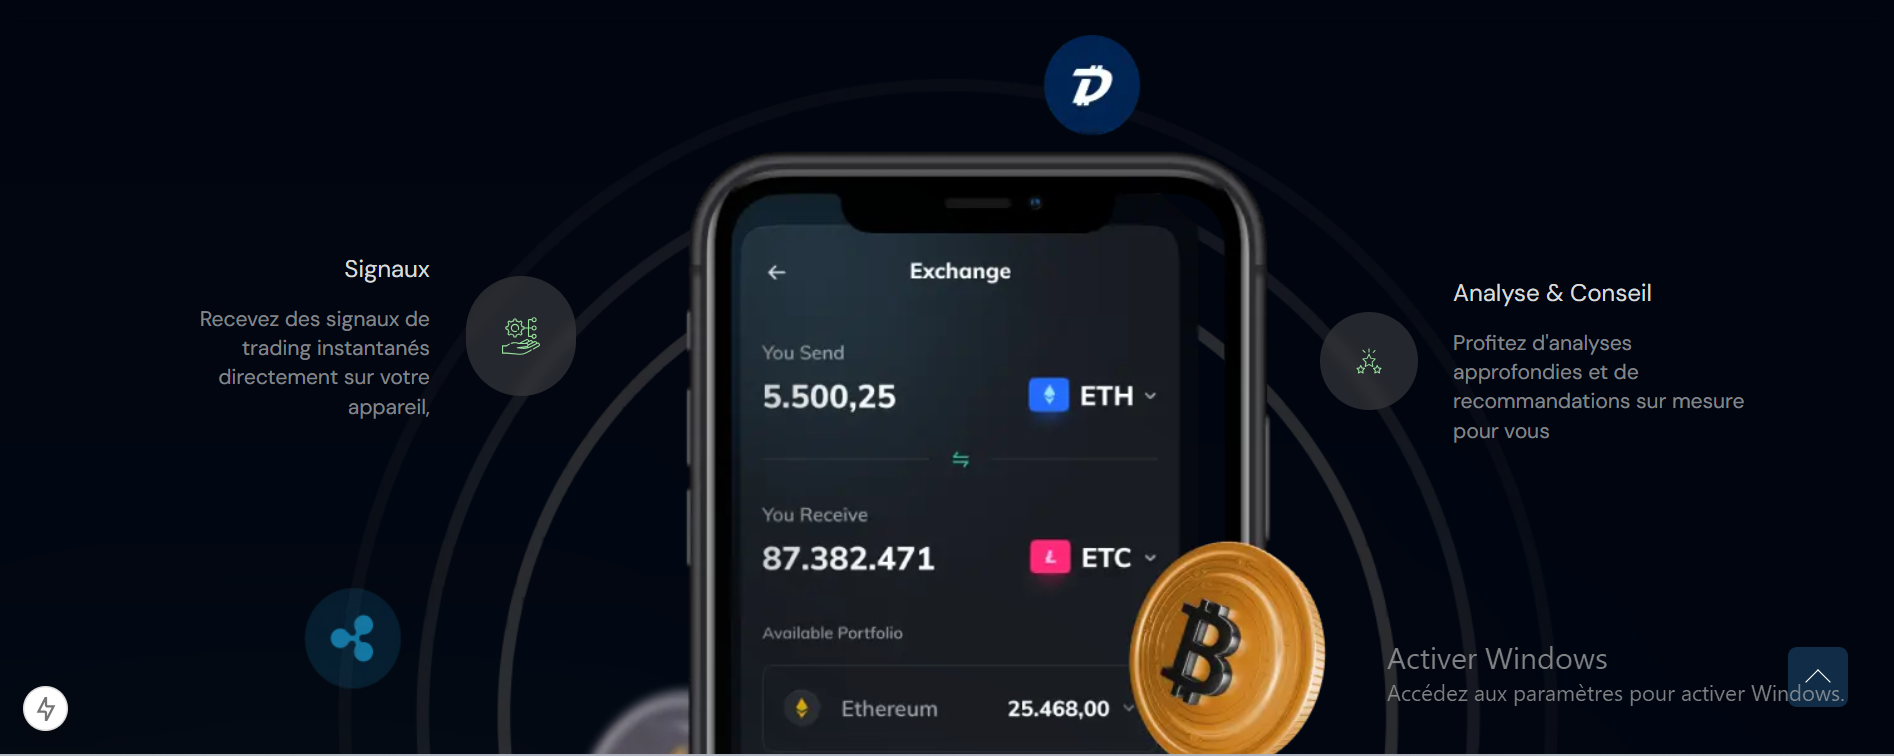 Signaux
Recevez des signaux de
trading instantanés
directement sur votre
appareil,
Exchange
You Send
5.500,25
ETH
You Receive
87.382.471
ETC
Available Portfolio
Ethereum
25.468,00
Analyse & Conseil
Profitez d'analyses
approfondies et de
recommandations sur mesure
pour vous
Activer Windows
Accédez aux paramètres pour activer Windows.